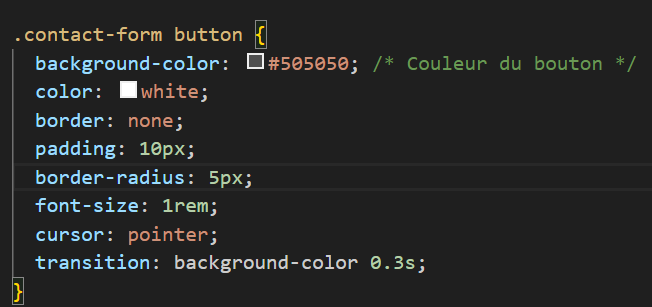 .contact-form button {
background-color: #505050; /* Couleur du bouton */
color: white;
border: none;
padding: 10px;
border-radius: 5px;
font-size: 1rem;
cursor: pointer;
transition: background-color 0.3s;
}